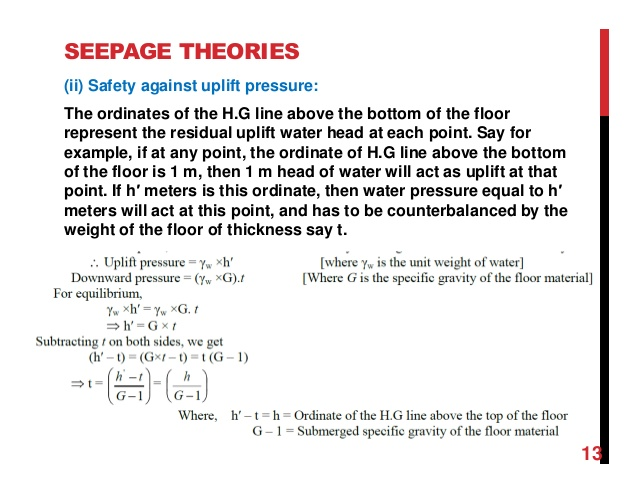 SEEPAGE THEORIES
(ii) Safety against uplift pressure:
The ordinates of the H.G line above the bottom of the floor
represent the residual uplift water head at each point. Say for
example, if at any point, the ordinate of H.G line above the bottom
of the floor is 1 m, then 1 m head of water will act as uplift at that
point. If h′ meters is this ordinate, then water pressure equal to h′
meters will act at this point, and has to be counterbalanced by the
weight of the floor of thickness say t.
∴ Uplift pressure = γw ×h′ [where γw is the unit weight of water]
Downward pressure = (γw ×G).t [Where G is the specific gravity of the floor material]
For equilibrium,
γw ×h′ = γw ×G. t
⇒ h′ = G × t
Subtracting t on both sides, we get
(h′ – t) = (G×t – t) = t (G – 1)
⇒ t = (h′ – t / G – 1) = (h / G – 1)
Where, h′ – t = h = Ordinate of the H.G line above the top of the floor
G – 1 = Submerged specific gravity of the floor material
13